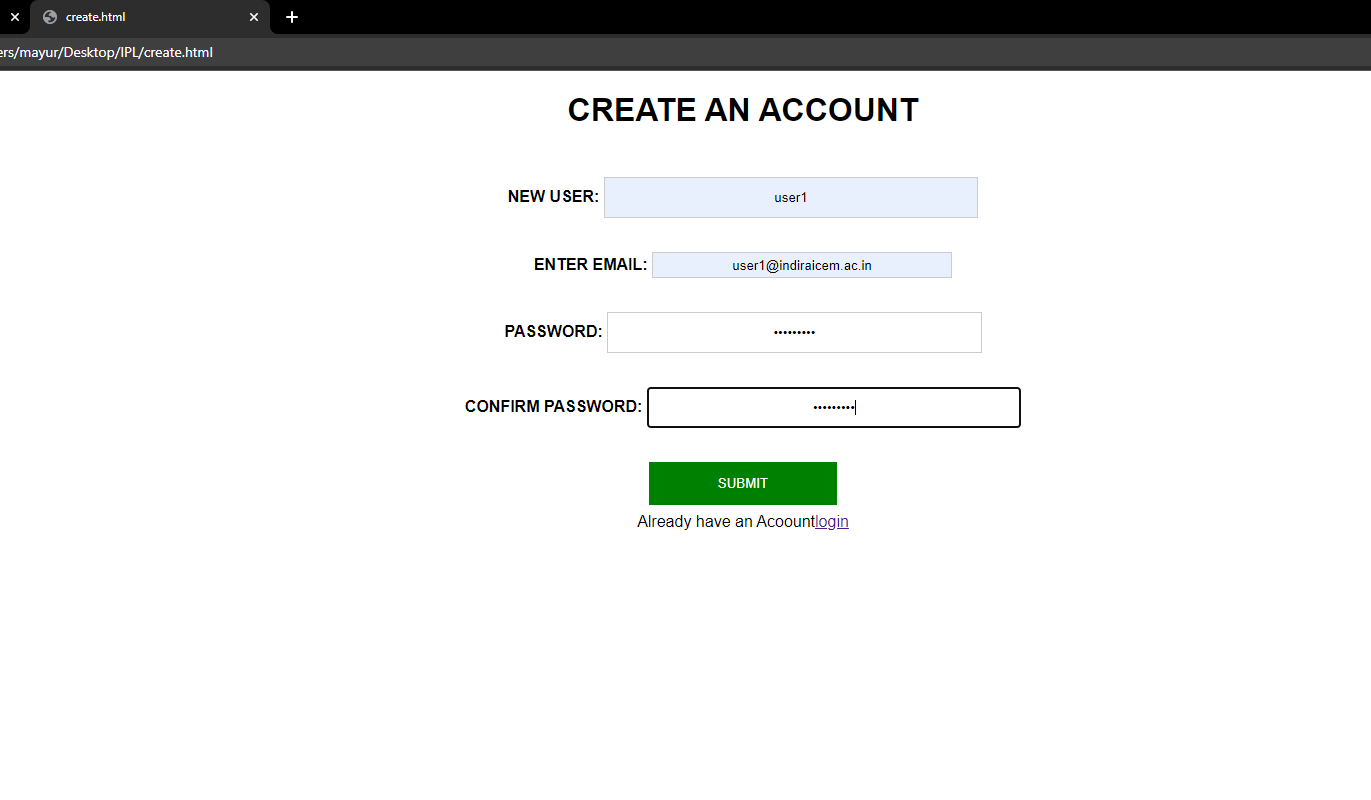 create.html
ers/mayur/Desktop/IPL/create.html
CREATE AN ACCOUNT
NEW USER: user1
ENTER EMAIL: user1@indiraicem.ac.in
PASSWORD: •••••••••
CONFIRM PASSWORD: •••••••••
SUBMIT
Already have an Acoountlogin